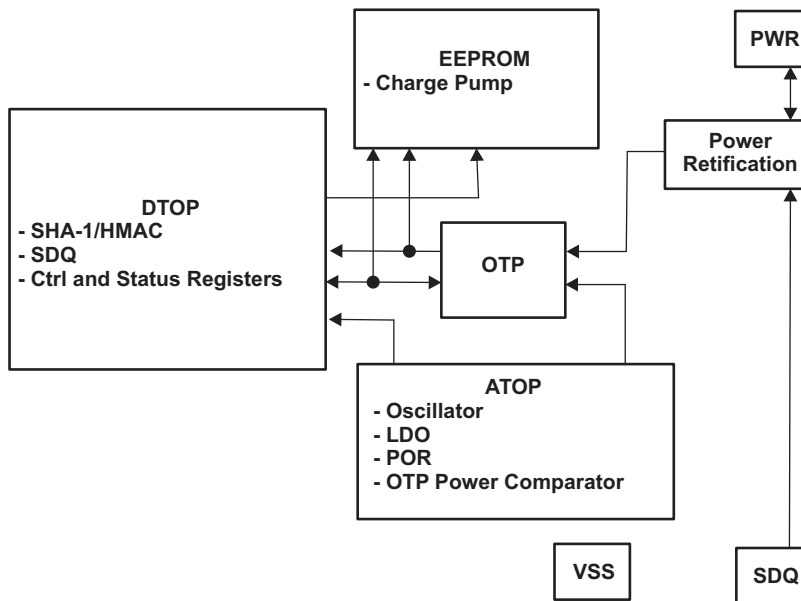 EEPROM
- Charge Pump
PWR
Power
Retification
DTOP
- SHA-1/HMAC
- SDQ
- Ctrl and Status Registers
OTP
ATOP
- Oscillator
- LDO
- POR
- OTP Power Comparator
VSS
SDQ